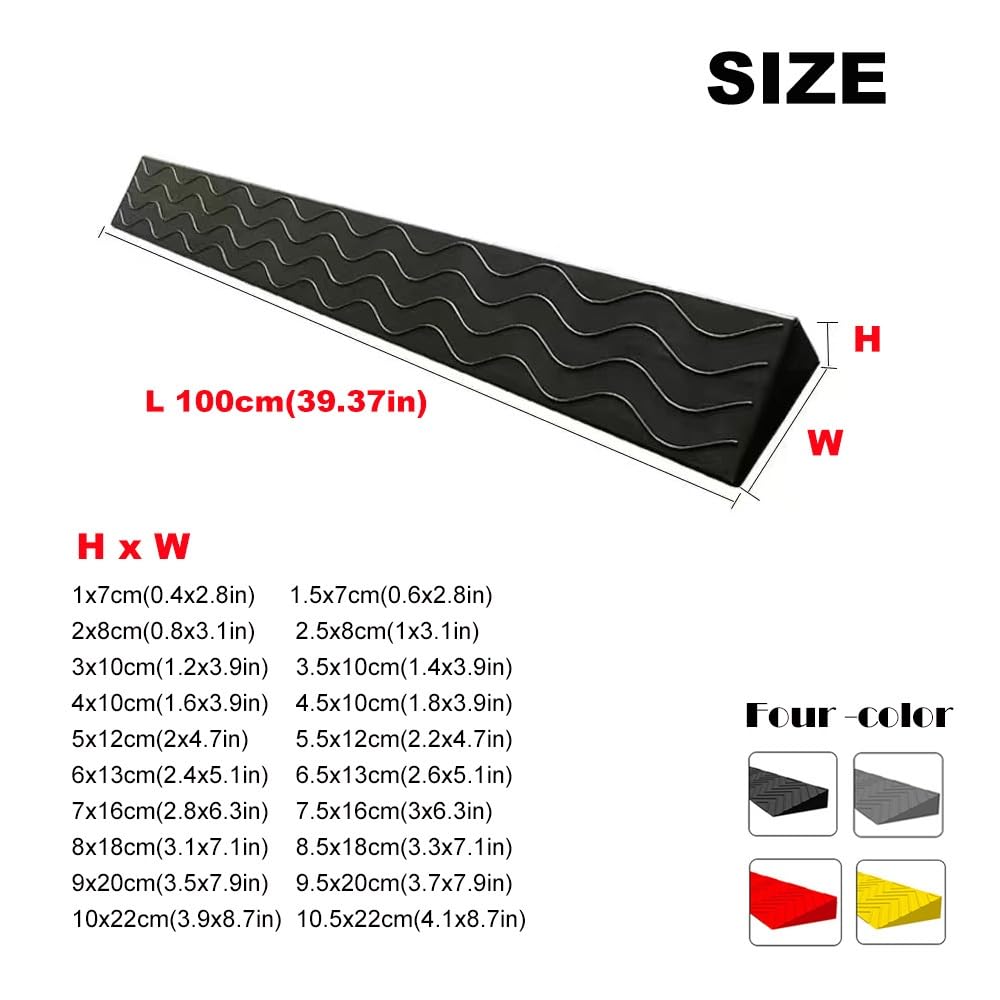 SIZE
H
L 100cm(39.37in)
W
H x W
1x7cm(0.4x2.8in) 1.5x7cm(0.6x2.8in)
2x8cm(0.8x3.1in) 2.5x8cm(1x3.1in)
3x10cm(1.2x3.9in) 3.5x10cm(1.4x3.9in)
4x10cm(1.6x3.9in) 4.5x10cm(1.8x3.9in)
5x12cm(2x4.7in) 5.5x12cm(2.2x4.7in)
6x13cm(2.4x5.1in) 6.5x13cm(2.6x5.1in)
7x16cm(2.8x6.3in) 7.5x16cm(3x6.3in)
8x18cm(3.1x7.1in) 8.5x18cm(3.3x7.1in)
9x20cm(3.5x7.9in) 9.5x20cm(3.7x7.9in)
10x22cm(3.9x8.7in) 10.5x22cm(4.1x8.7in)
Four -color